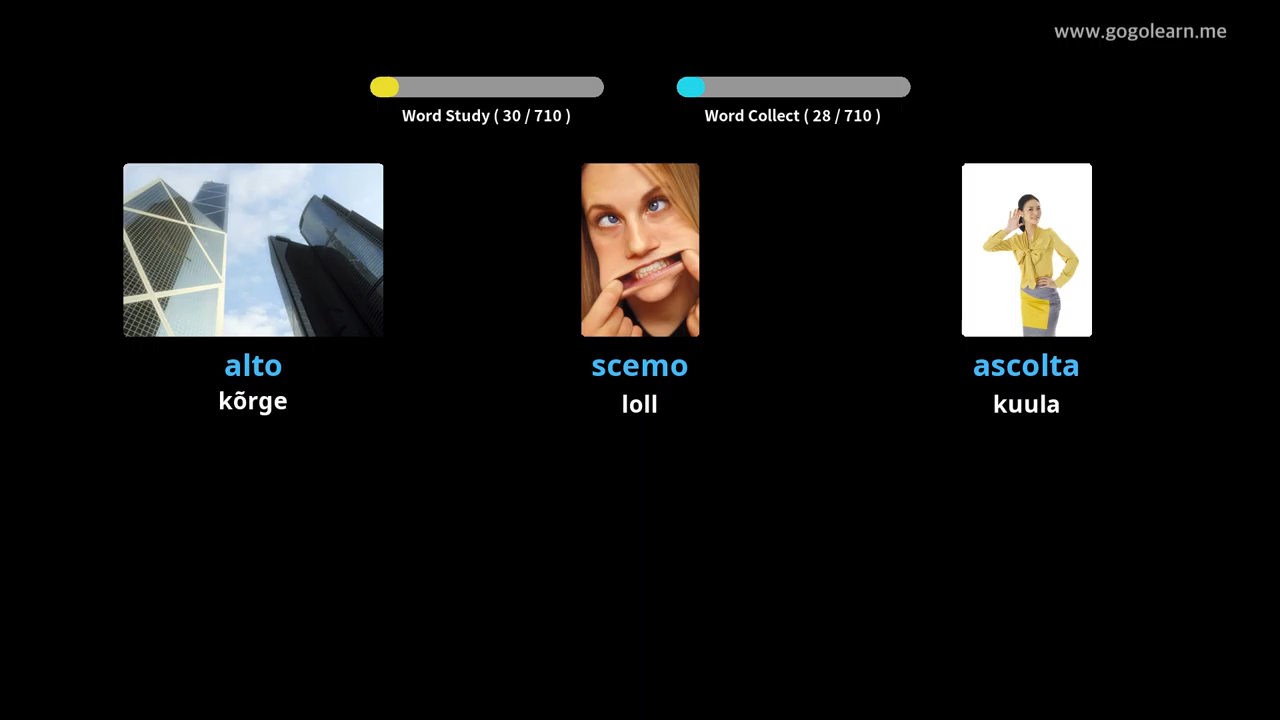 www.gogolearn.me
Word Study ( 30 / 710 )
Word Collect ( 28 / 710 )
alto
kõrge
scemo
loll
ascolta
kuula